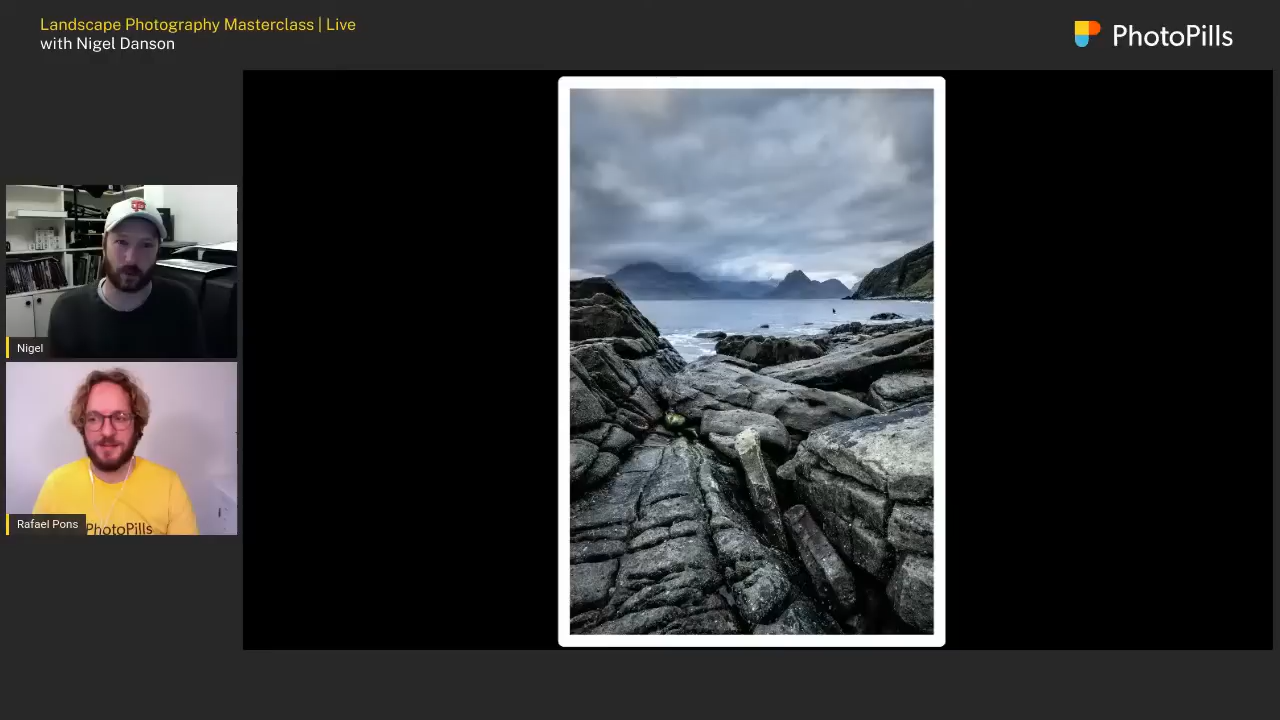 Landscape Photography Masterclass | Live
with Nigel Danson
PhotoPills
Nigel
Rafael Pons
PhotoPills